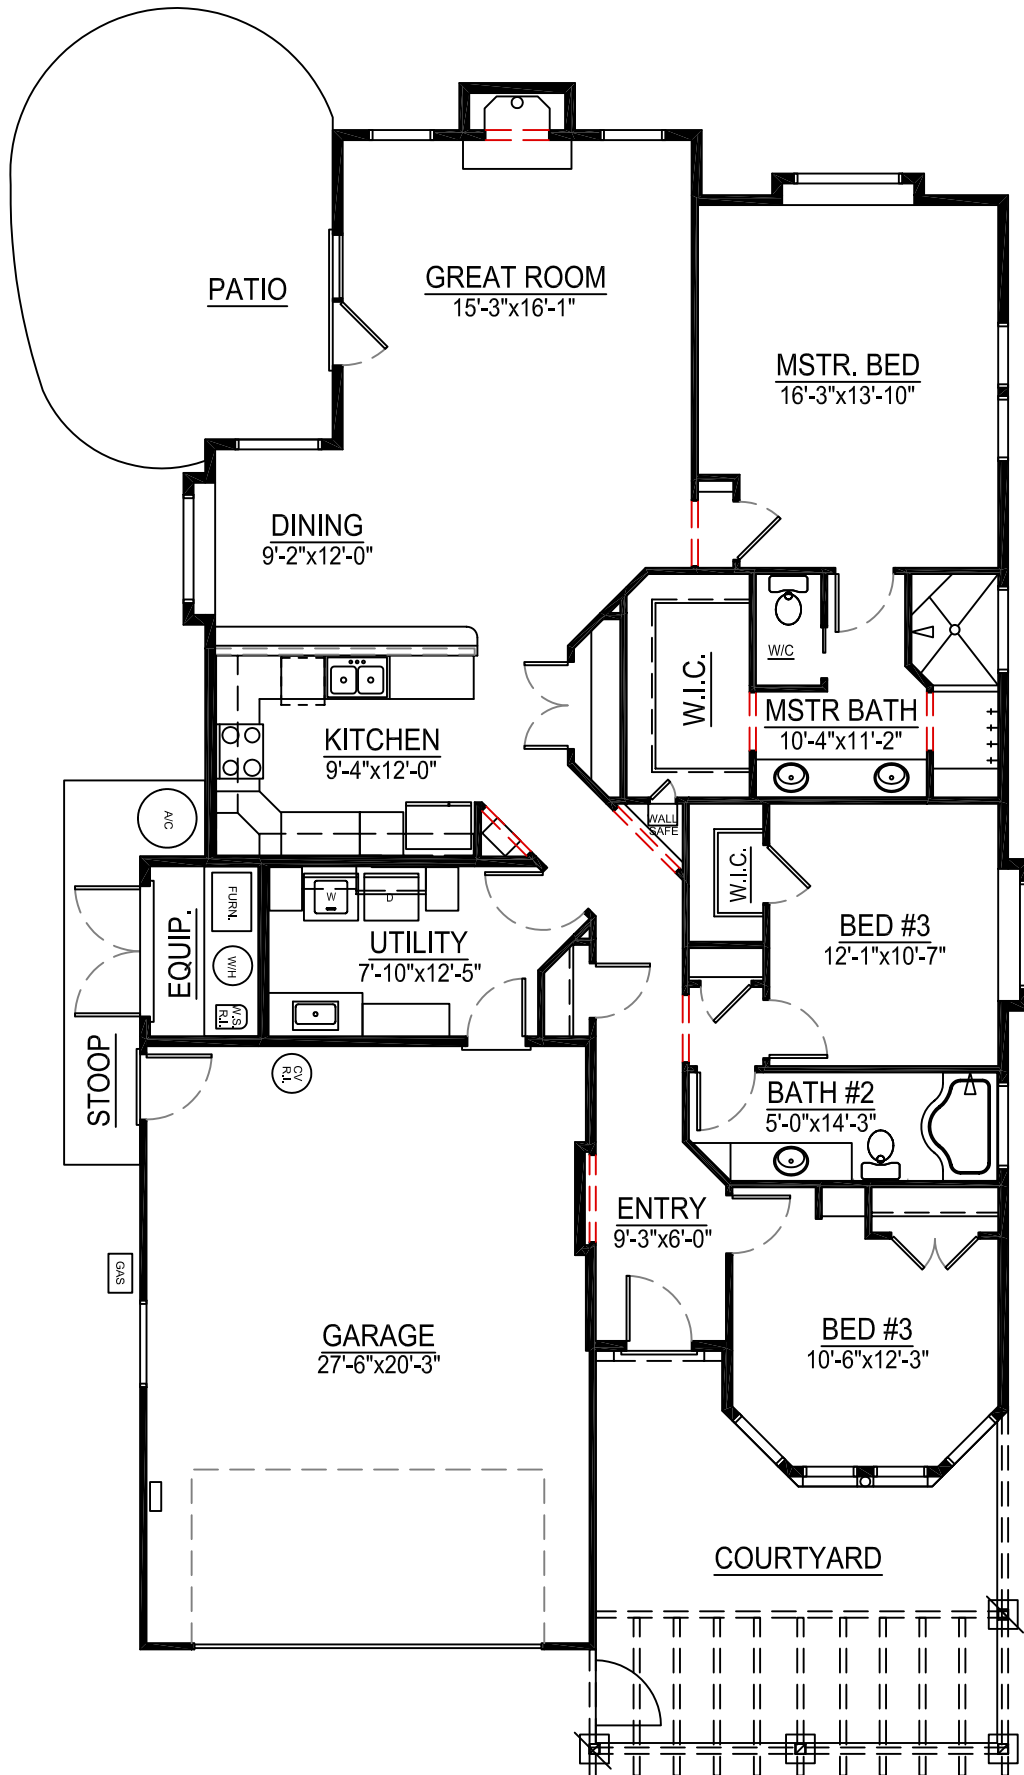 PATIO
GREAT ROOM
15'-3"x16'-1"
MSTR. BED
16'-3"x13'-10"
DINING
9'-2"x12'-0"
W/C
W.I.C.
MSTR BATH
10'-4"x11'-2"
KITCHEN
9'-4"x12'-0"
A/C
WALL
SAFE
W.I.C.
FURN.
W
D
BED #3
12'-1"x10'-7"
EQUIP.
UTILITY
7'-10"x12'-5"
W/H
W.S.
R.I.
STOOP
CV
R.I.
BATH #2
5'-0"x14'-3"
ENTRY
9'-3"x6'-0"
GAS
GARAGE
27'-6"x20'-3"
BED #3
10'-6"x12'-3"
COURTYARD